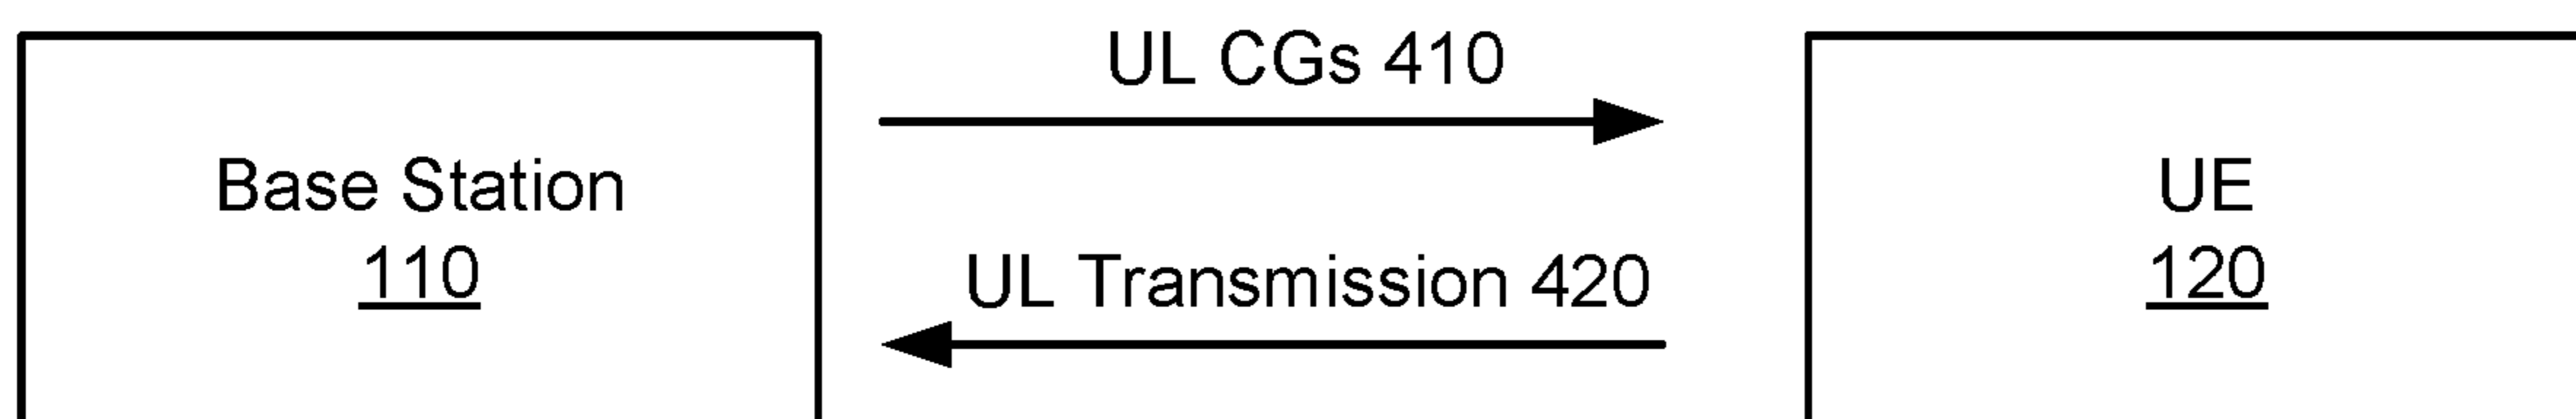 UL CGs 410
Base Station
110
UL Transmission 420
UE
120